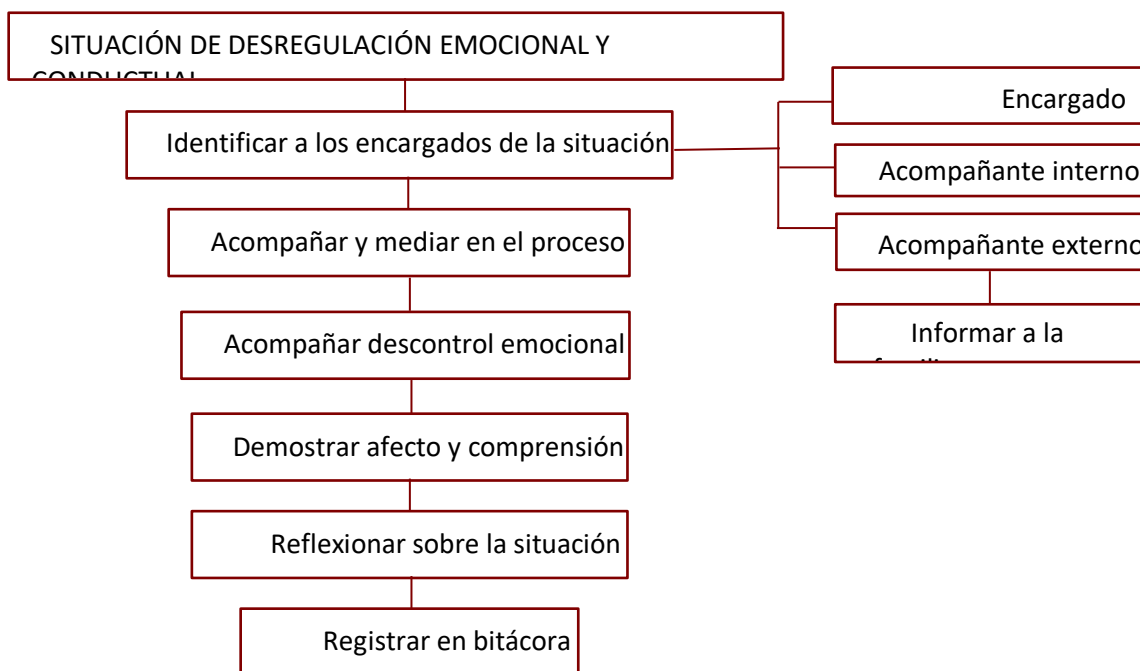 SITUACIÓN DE DESREGULACIÓN EMOCIONAL Y
CONDUCTUAL
Identificar a los encargados de la situación
Encargado
Acompañante interno
Acompañar y mediar en el proceso
Acompañante externo
Informar a la
Acompañar descontrol emocional
Demostrar afecto y comprensión
Reflexionar sobre la situación
Registrar en bitácora